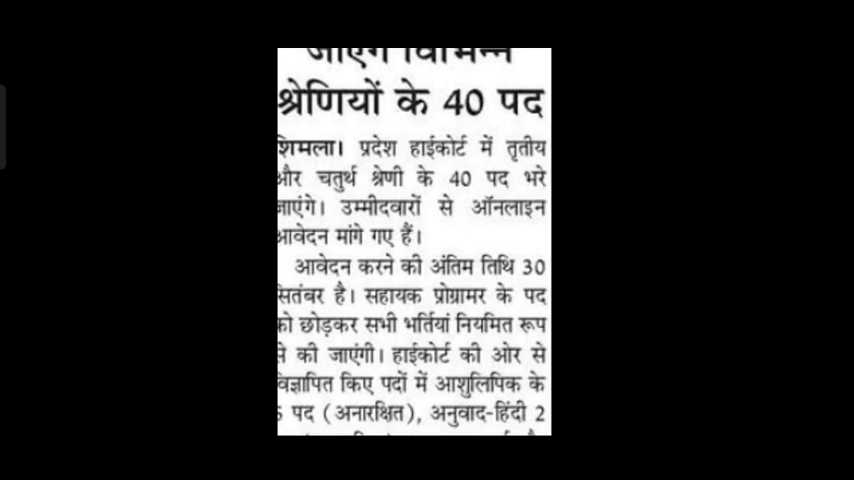 जाएंगे विभिन्न
श्रेणियों के 40 पद
शिमला। प्रदेश हाईकोर्ट में तृतीय
और चतुर्थ श्रेणी के 40 पद भरे
जाएंगे। उम्मीदवारों से ऑनलाइन
आवेदन मांगे गए हैं।
आवेदन करने की अंतिम तिथि 30
सितंबर है। सहायक प्रोग्रामर के पद
को छोड़कर सभी भर्तियां नियमित रूप
से की जाएंगी। हाईकोर्ट की ओर से
विज्ञापित किए पदों में आशुलिपिक के
पद (अनारक्षित), अनुवाद-हिंदी 2